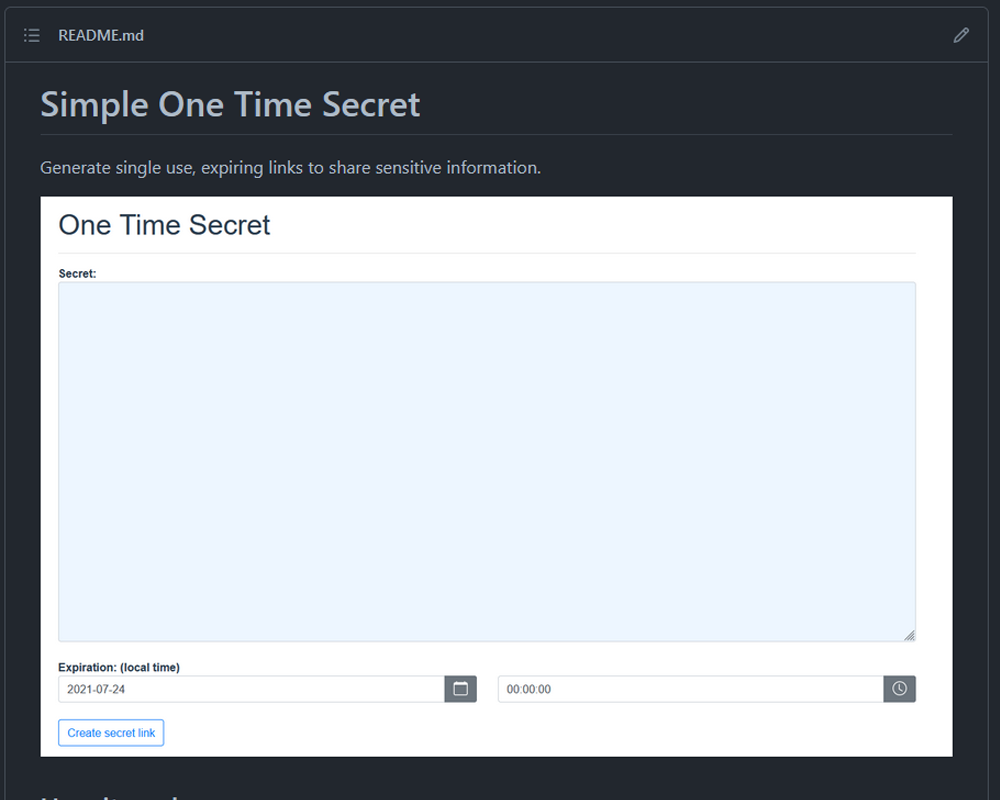 README.md
Simple One Time Secret
Generate single use, expiring links to share sensitive information.
One Time Secret
Secret:
Expiration: (local time)
2021-07-24
00:00:00
Create secret link